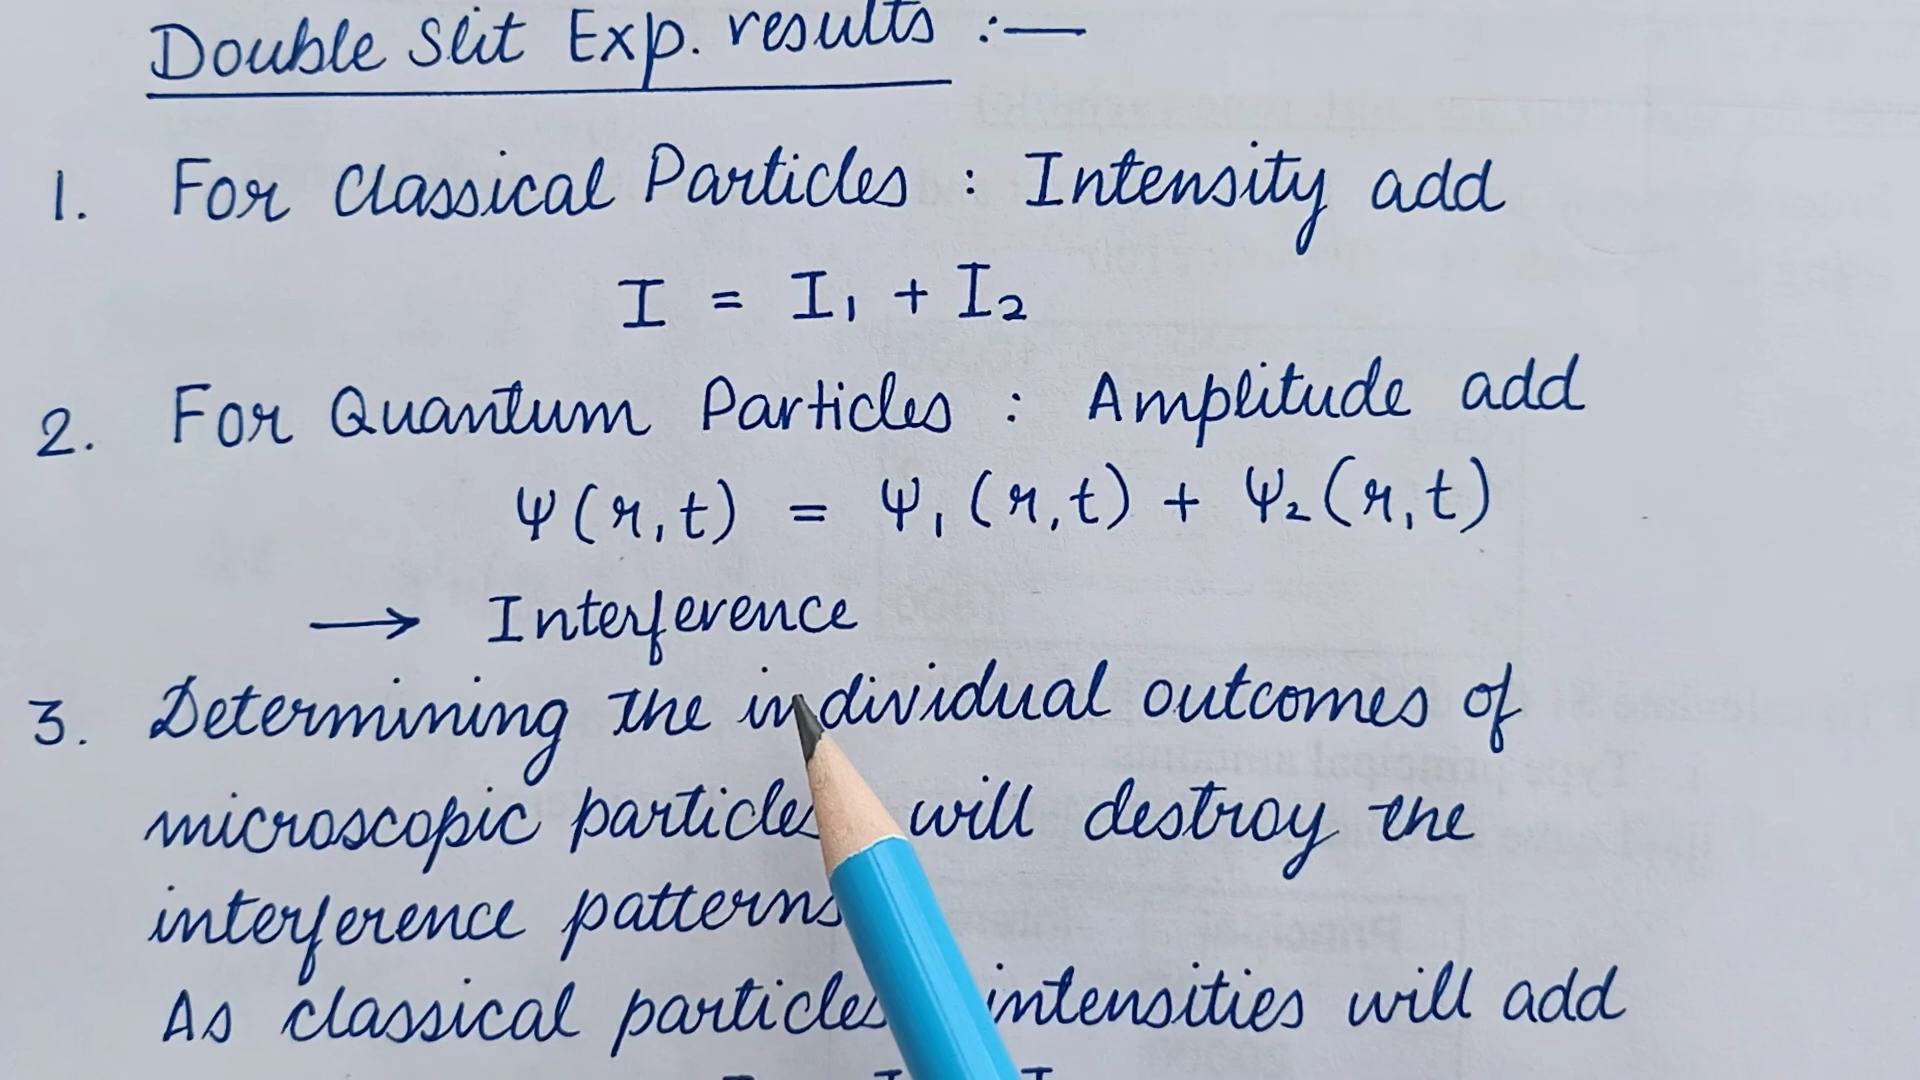 Double Slit Exp. results :—
1. For Classical Particles : Intensity add
I = I₁ + I₂
2. For Quantum Particles : Amplitude add
Ψ(r,t) = Ψ₁(r,t) + Ψ₂(r,t)
→ Interference
3. Determining the individual outcomes of
microscopic particles will destroy the
interference patterns
As classical particles intensities will add